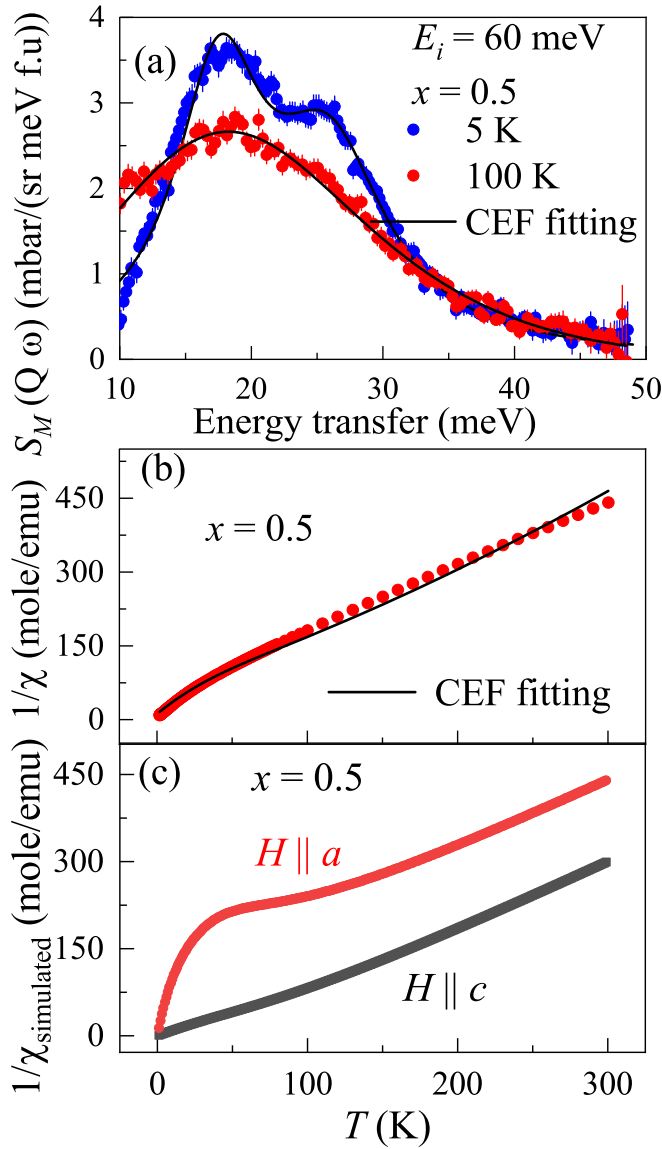 (a)
E_i = 60 meV
x = 0.5
5 K
100 K
CEF fitting
S_M (Q ω) (mbar/(sr meV f.u))
4
3
2
1
0
10 20 30 40 50
Energy transfer (meV)
(b)
x = 0.5
CEF fitting
1/χ (mole/emu)
450
300
150
0
(c)
x = 0.5
H || a
H || c
1/χ_simulated (mole/emu)
450
300
150
0
0 100 200 300
T (K)